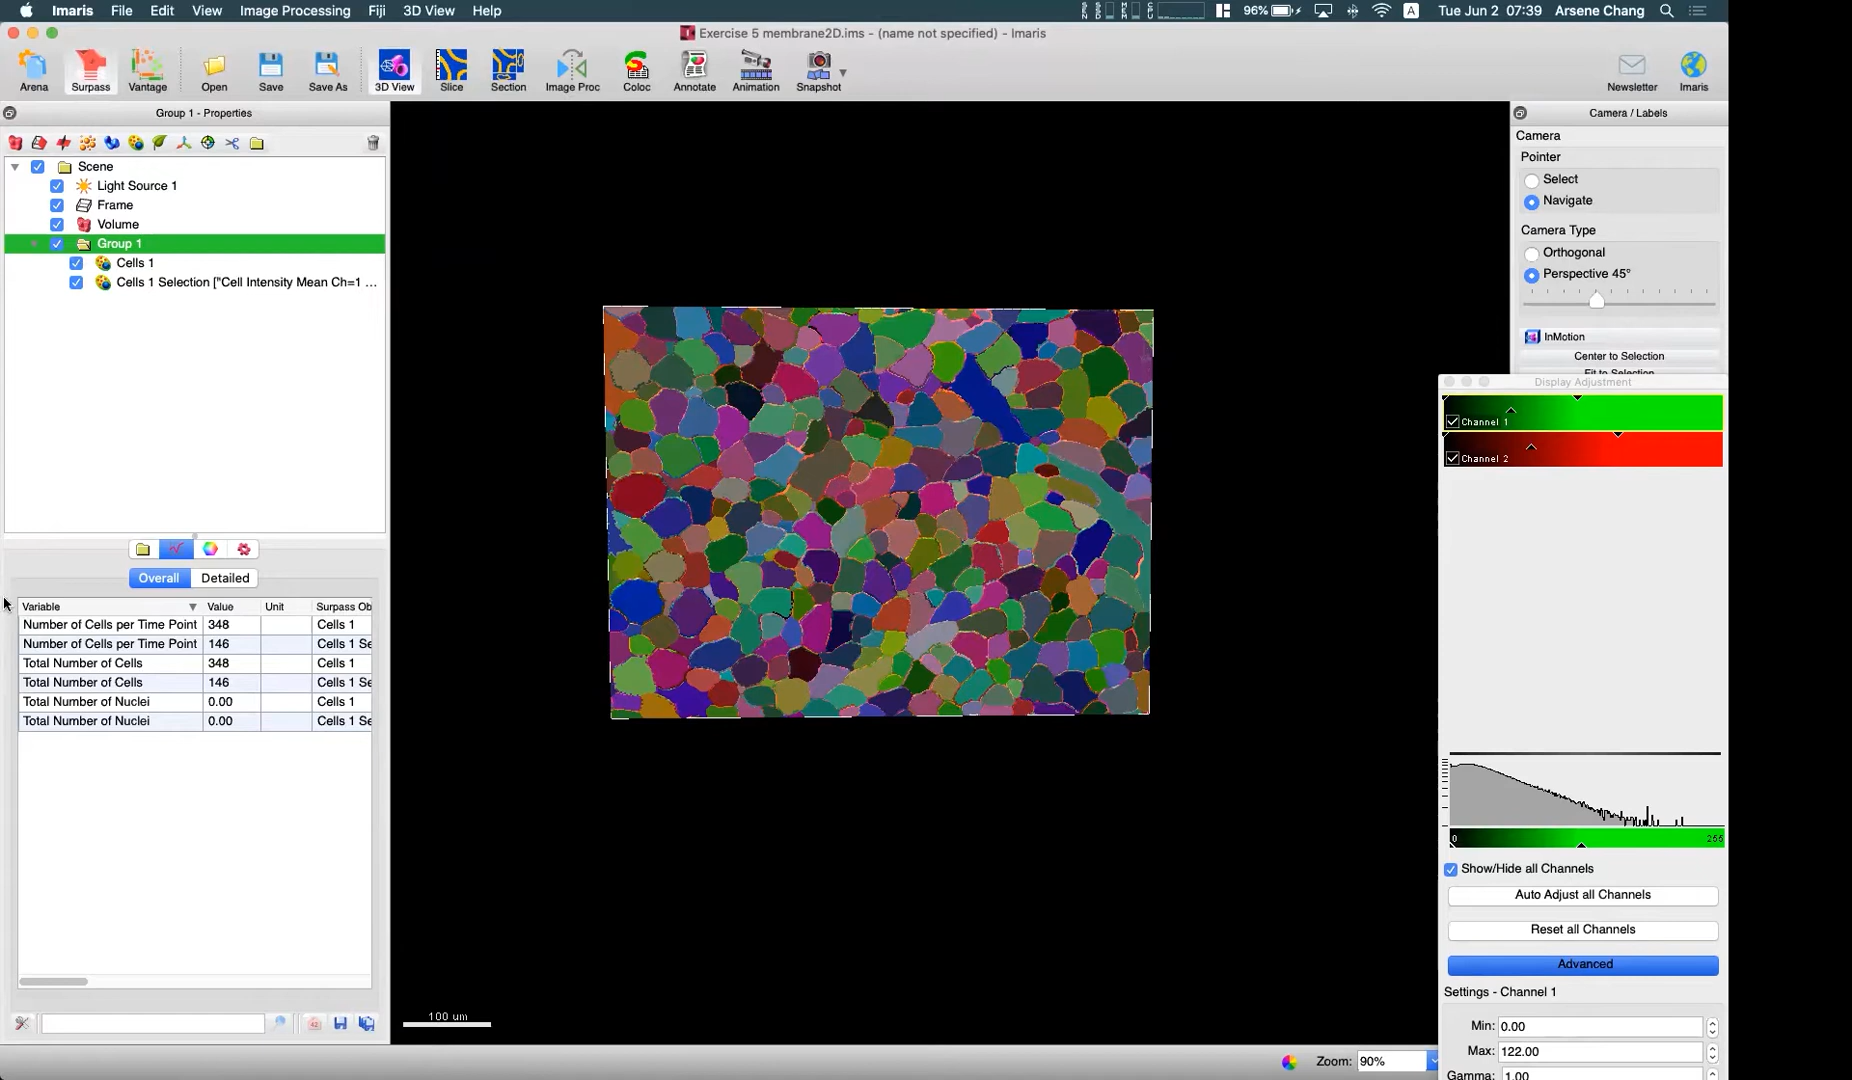 Imaris File Edit View Image Processing Fiji 3D View Window Help 96% A Tue Jun 2 07:39 Arsene Chang
Exercise 5 membrane2D.ims - (name not specified) - Imaris
Arena Surpass Vantage Open Save Save As 3D View Slice Section Image Proc Coloc Annotate Animation Snapshot Newsletter Imaris
Group 1 - Properties
Scene
Light Source 1
Frame
Volume
Group 1
Cells 1
Cells 1 Selection ["Cell Intensity Mean Ch=1 ...
Overall Detailed
Variable Value Unit Surpass Ob
Number of Cells per Time Point 348 Cells 1
Number of Cells per Time Point 146 Cells 1 Se
Total Number of Cells 348 Cells 1
Total Number of Cells 146 Cells 1 Se
Total Number of Nuclei 0.00 Cells 1
Total Number of Nuclei 0.00 Cells 1 Se
100 um
Zoom: 90%
Camera / Labels
Camera
Pointer
Select
Navigate
Camera Type
Orthogonal
Perspective 45°
InMotion
Center to Selection
Fit to Selection
Display Adjustment
Channel 1
Channel 2
0
Show/Hide all Channels
Auto Adjust all Channels
Reset all Channels
Advanced
Settings - Channel 1
Min: 0.00
Max: 122.00
Gamma: 1.00